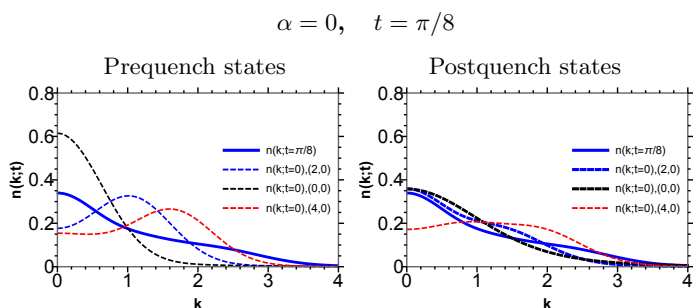 α = 0, t = π/8
Prequench states
Postquench states
n(k;t)
0.8
0.6
0.4
0.2
0
0 1 2 3 4
k
n(k;t=π/8)
n(k;t=0),(2,0)
n(k;t=0),(0,0)
n(k;t=0),(4,0)
n(k;t)
0.8
0.6
0.4
0.2
0
0 1 2 3 4
k
n(k;t=π/8)
n(k;t=0),(2,0)
n(k;t=0),(0,0)
n(k;t=0),(4,0)